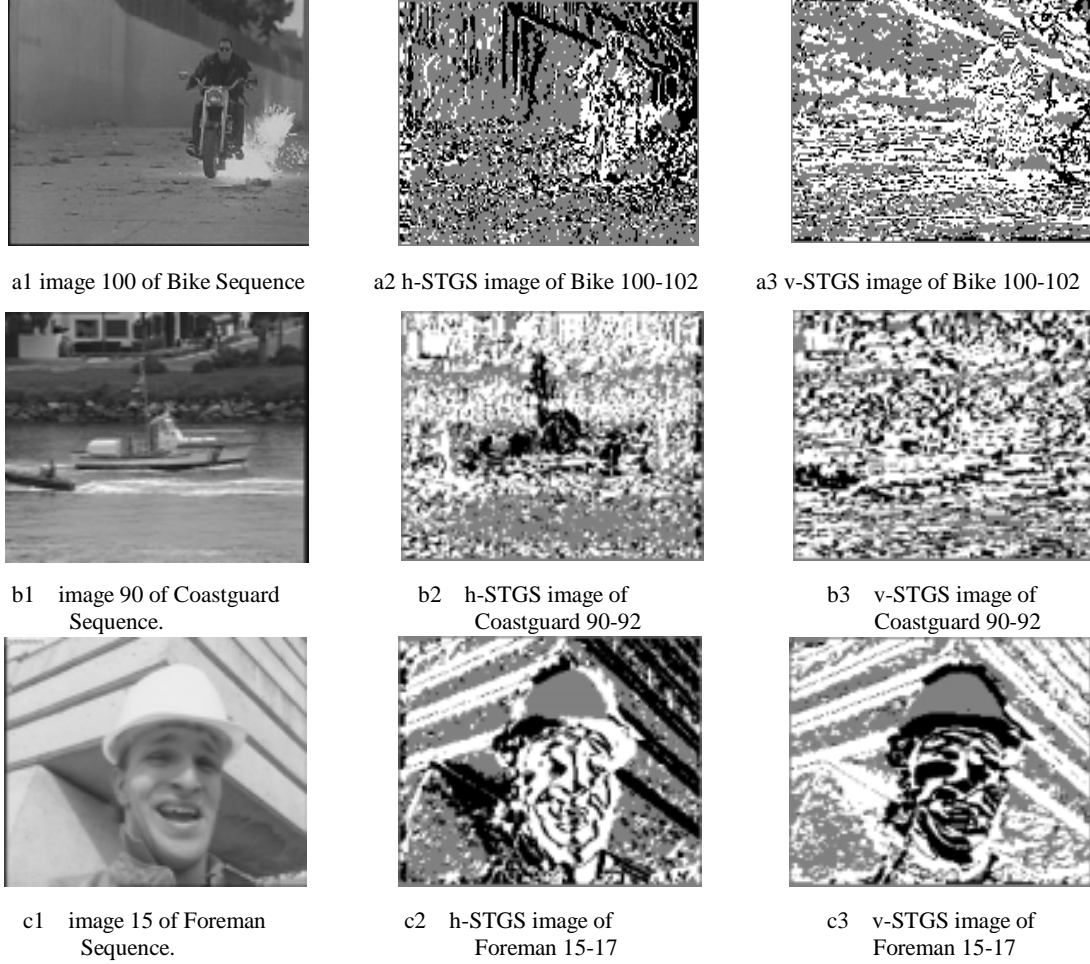 a1 image 100 of Bike Sequence
a2 h-STGS image of Bike 100-102
a3 v-STGS image of Bike 100-102
b1 image 90 of Coastguard
Sequence.
b2 h-STGS image of
Coastguard 90-92
b3 v-STGS image of
Coastguard 90-92
c1 image 15 of Foreman
Sequence.
c2 h-STGS image of
Foreman 15-17
c3 v-STGS image of
Foreman 15-17